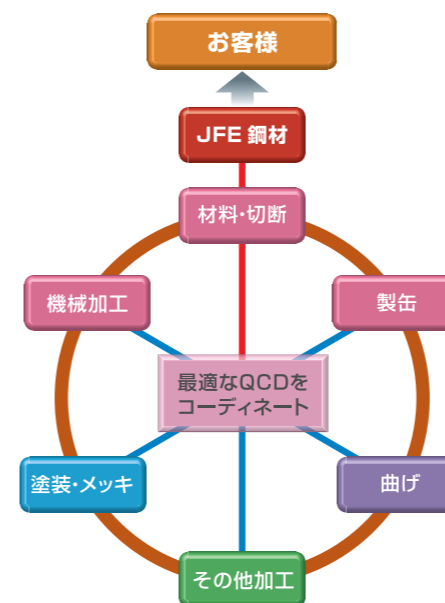 お客様
JFE 鋼材
材料・切断
機械加工
製缶
最適なQCDを
コーディネート
塗装・メッキ
曲げ
その他加工